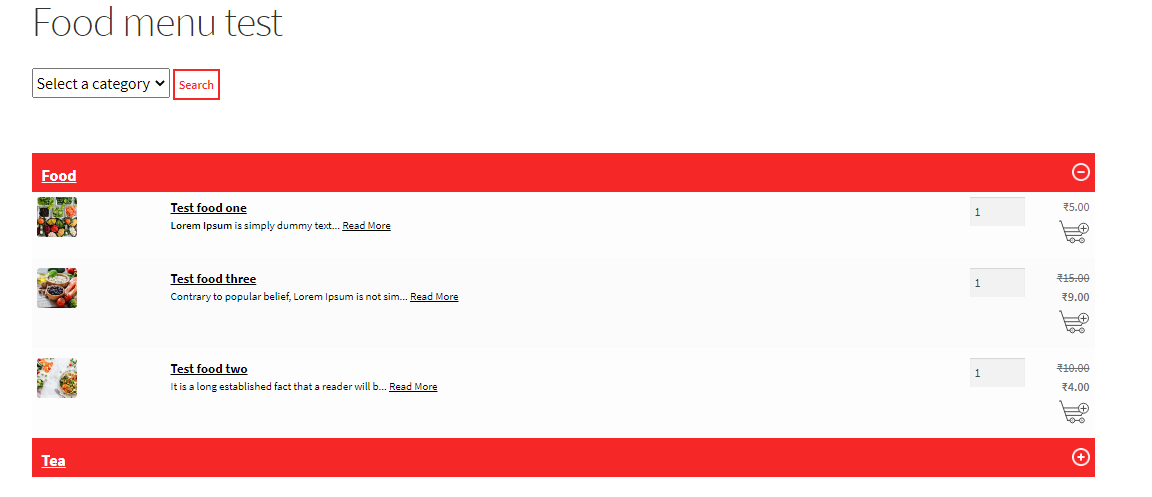 Food menu test
Select a category Search
Food
Test food one 1 ₹5.00
Lorem Ipsum is simply dummy text... Read More
Test food three 1 ₹15.00
Contrary to popular belief, Lorem Ipsum is not sim... Read More ₹9.00
Test food two 1 ₹10.00
It is a long established fact that a reader will b... Read More ₹4.00
Tea